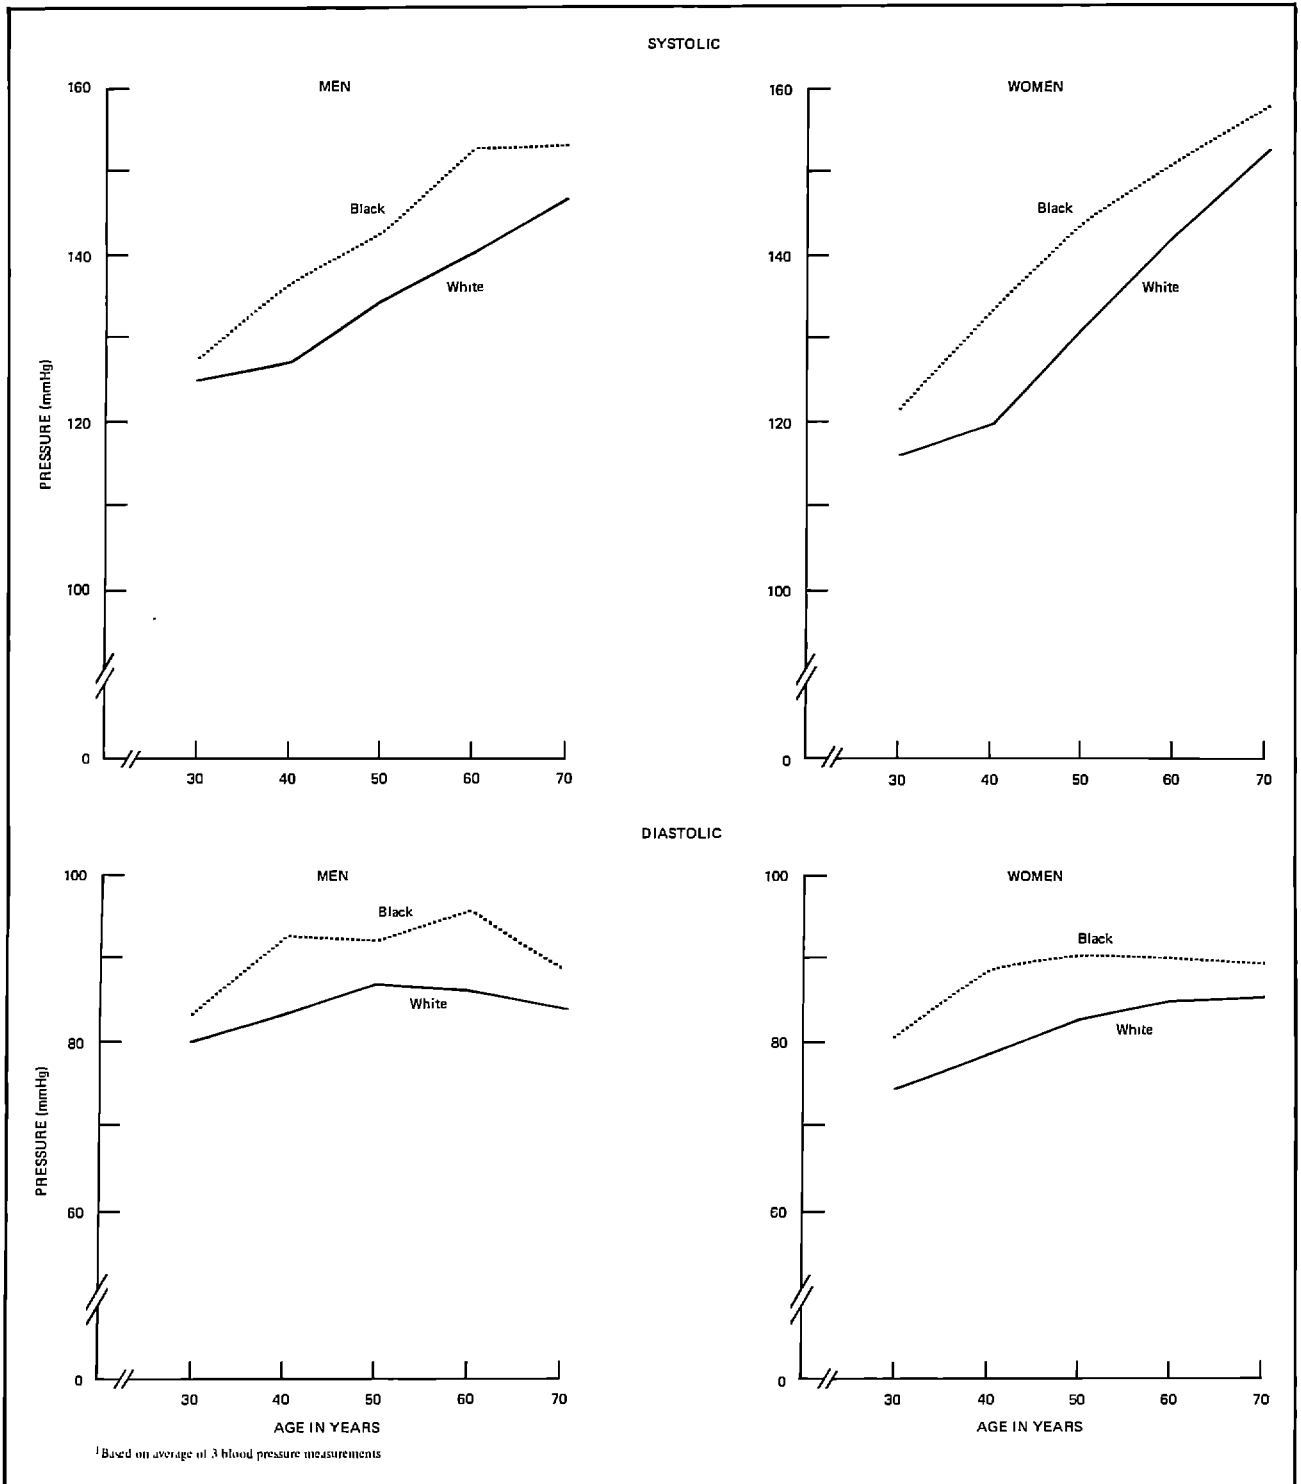 SYSTOLIC
MEN
WOMEN
160
140
120
100
0
PRESSURE (mmHg)
Black
White
30 40 50 60 70
160
140
120
100
0
Black
White
30 40 50 60 70
DIASTOLIC
MEN
WOMEN
100
80
60
0
PRESSURE (mmHg)
Black
White
30 40 50 60 70
AGE IN YEARS
100
80
60
0
Black
White
30 40 50 60 70
AGE IN YEARS
1 Based on average of 3 blood pressure measurements